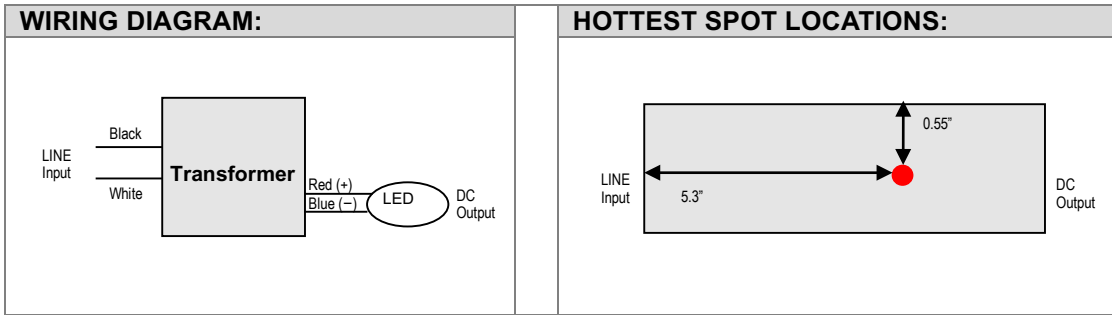 WIRING DIAGRAM:
LINE
Input
Black
White
Transformer
Red (+)
Blue (−)
LED
DC
Output
HOTTEST SPOT LOCATIONS:
LINE
Input
5.3”
0.55”
DC
Output